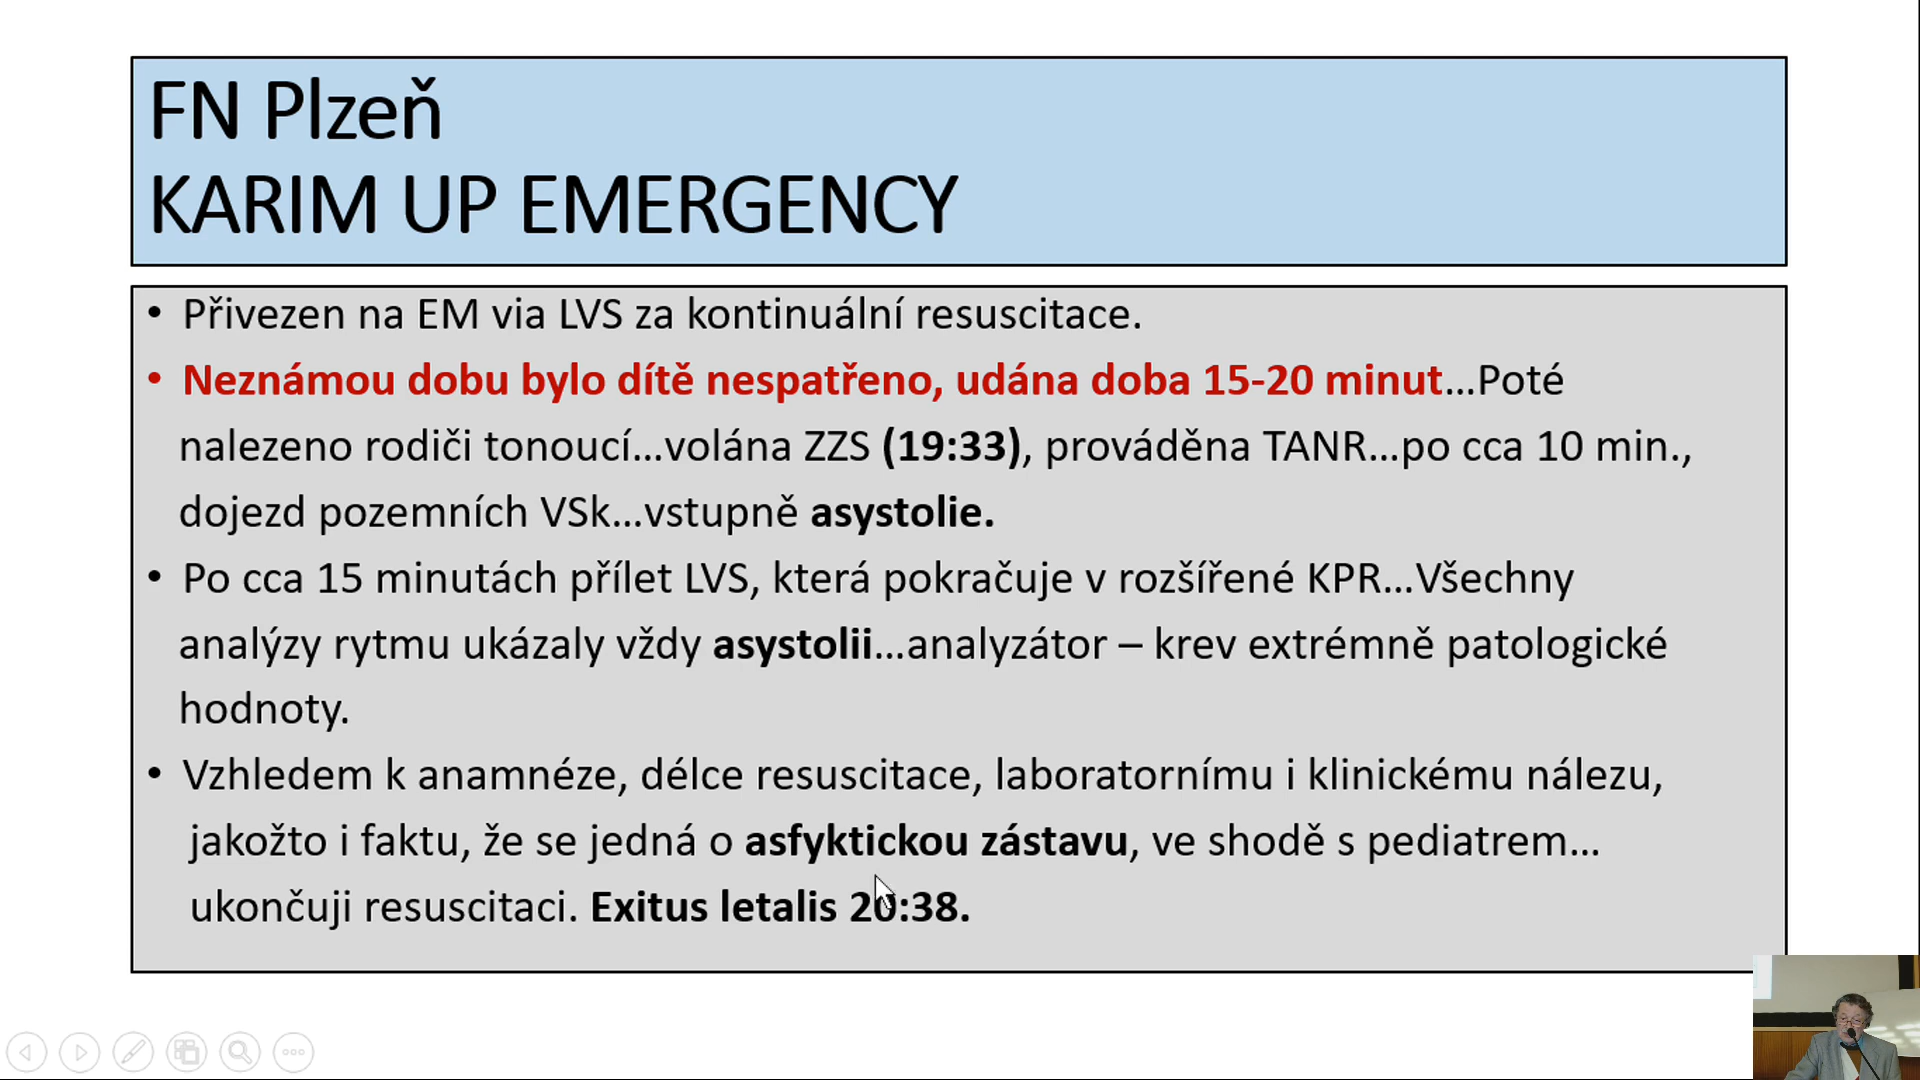 FN Plzeň
KARIM UP EMERGENCY
• Přivezen na EM via LVS za kontinuální resuscitace.
• Neznámou dobu bylo dítě nespatřeno, udána doba 15-20 minut…Poté
nalezeno rodiči tonoucí…volána ZZS (19:33), prováděna TANR…po cca 10 min.,
dojezd pozemních VSk…vstupně asystolie.
• Po cca 15 minutách přílet LVS, která pokračuje v rozšířené KPR…Všechny
analýzy rytmu ukázaly vždy asystolii…analyzátor – krev extrémně patologické
hodnoty.
• Vzhledem k anamnéze, délce resuscitace, laboratornímu i klinickému nálezu,
jakožto i faktu, že se jedná o asfyktickou zástavu, ve shodě s pediatrem…
ukončuji resuscitaci. Exitus letalis 20:38.